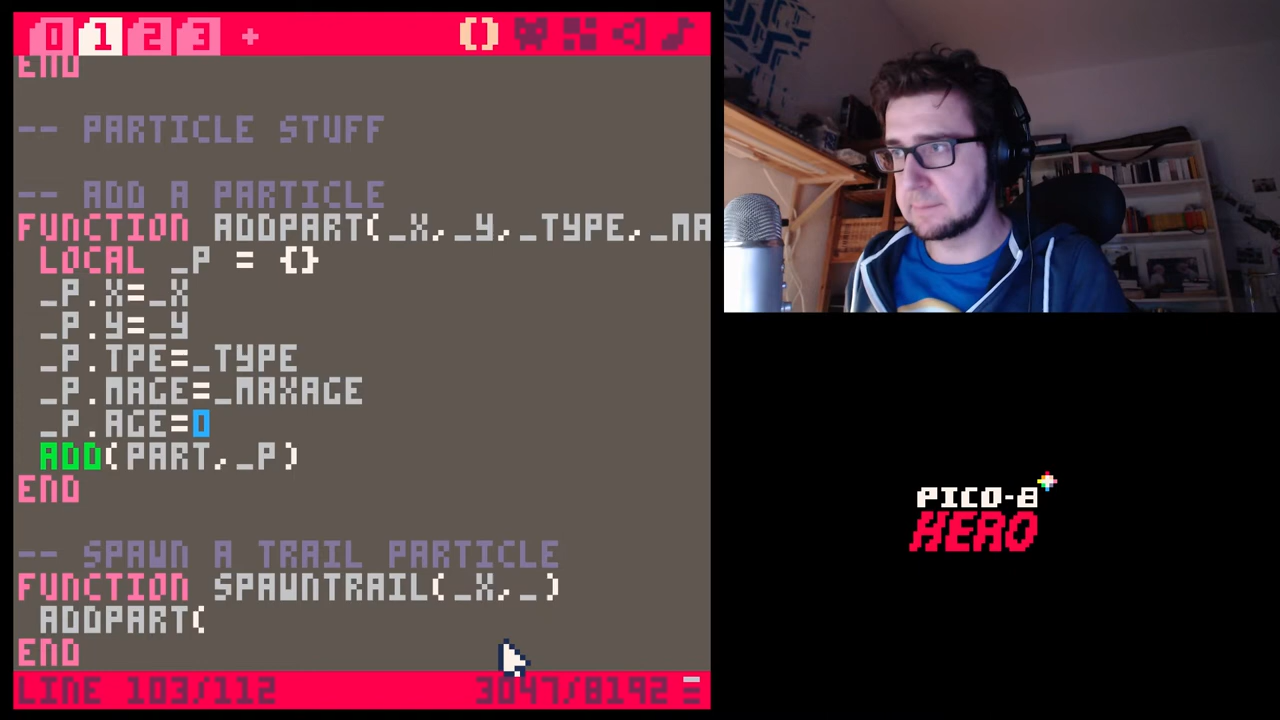 0 1 2 3 +
END
-- PARTICLE STUFF
-- ADD A PARTICLE
FUNCTION ADDPART(_X,_Y,_TYPE,_MA
LOCAL _P = {}
_P.X=_X
_P.Y=_Y
_P.TPE=_TYPE
_P.MAGE=_MAXAGE
_P.AGE=0
ADD(PART,_P)
END
-- SPAWN A TRAIL PARTICLE
FUNCTION SPAWNTRAIL(_X,_)
ADDPART(
END
LINE 103/112 3047/8192
PICO-8
HERO